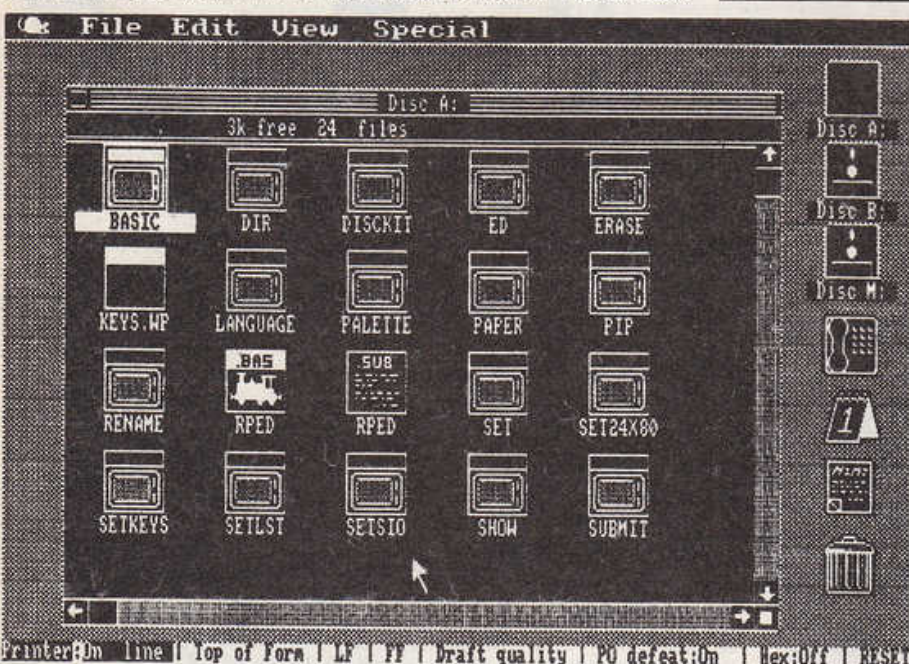 File Edit View Special
Disc A:
3k free 24 files
BASIC DIR DISCKIT ED ERASE
KEYS.WP LANGUAGE PALETTE PAPER PIP
.BAS .SUB
RENAME RPED RPED SET SET24X80
SETKEYS SETLST SETSIO SHOW SUBMIT
Disc A:
Disc B:
Disc M:
1
Printer:On line | Top of Form | LF | FF | Draft quality | PO defeat:On | Hex:Off | RESET